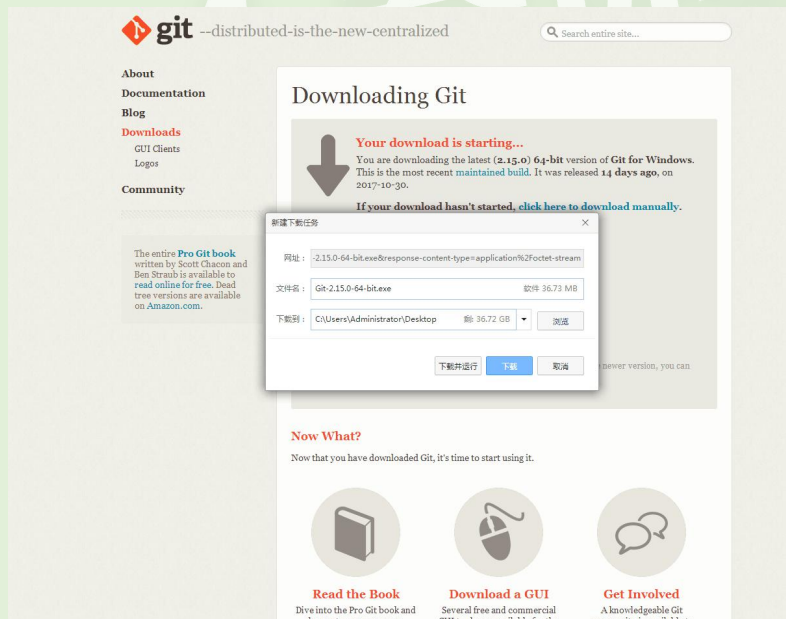 git --distributed-is-the-new-centralized
Search entire site...
About
Documentation
Blog
Downloads
GUI Clients
Logos
Community
The entire Pro Git book
written by Scott Chacon and
Ben Straub is available to
read online for free. Dead
tree versions are available
on Amazon.com.
Downloading Git
Your download is starting...
You are downloading the latest (2.15.0) 64-bit version of Git for Windows.
This is the most recent maintained build. It was released 14 days ago, on
2017-10-30.
If your download hasn't started, click here to download manually.
新建下载任务
网址： -2.15.0-64-bit.exe&response-content-type=application%2Foctet-stream
文件名： Git-2.15.0-64-bit.exe 软件 36.73 MB
下载到： C:\Users\Administrator\Desktop 剩: 36.72 GB 浏览
下载并运行 下载 取消
newer version, you can
Now What?
Now that you have downloaded Git, it's time to start using it.
Read the Book
Dive into the Pro Git book and
Download a GUI
Several free and commercial
Get Involved
A knowledgeable Git